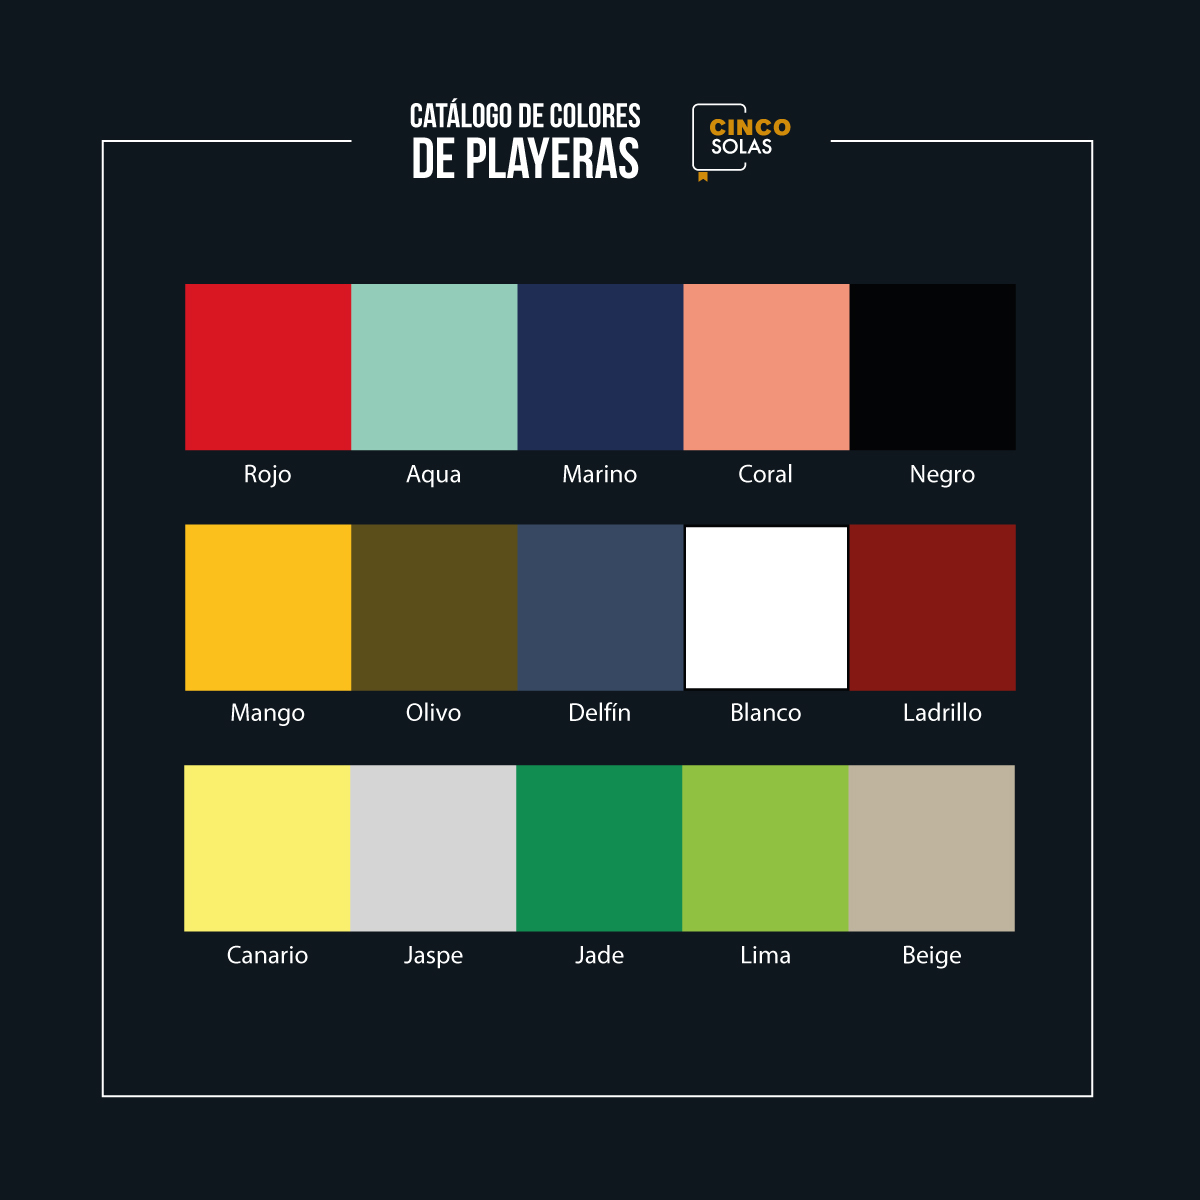 CATÁLOGO DE COLORES
DE PLAYERAS
CINCO
SOLAS
Rojo
Aqua
Marino
Coral
Negro
Mango
Olivo
Delfín
Blanco
Ladrillo
Canario
Jaspe
Jade
Lima
Beige